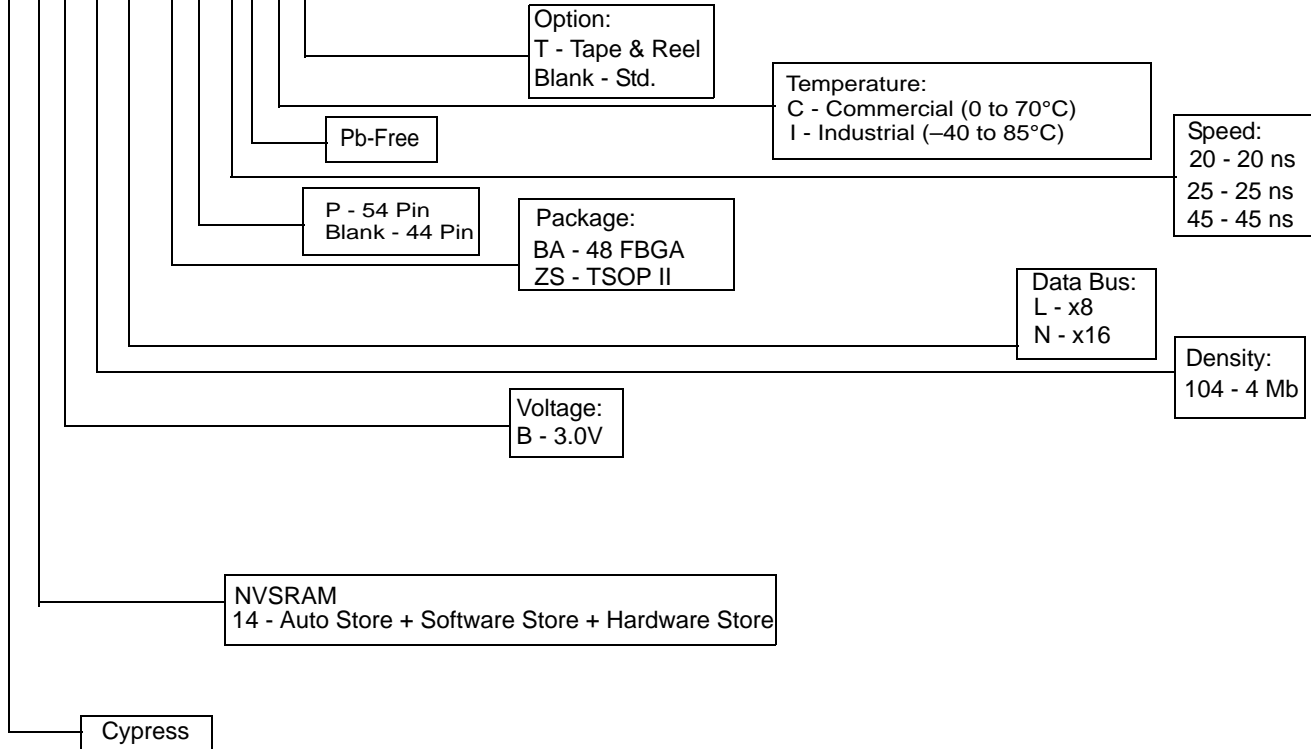 Option:
T - Tape & Reel
Blank - Std.
Temperature:
C - Commercial (0 to 70°C)
I - Industrial (–40 to 85°C)
Pb-Free
Speed:
20 - 20 ns
25 - 25 ns
45 - 45 ns
P - 54 Pin
Blank - 44 Pin
Package:
BA - 48 FBGA
ZS - TSOP II
Data Bus:
L - x8
N - x16
Density:
104 - 4 Mb
Voltage:
B - 3.0V
NVSRAM
14 - Auto Store + Software Store + Hardware Store
Cypress